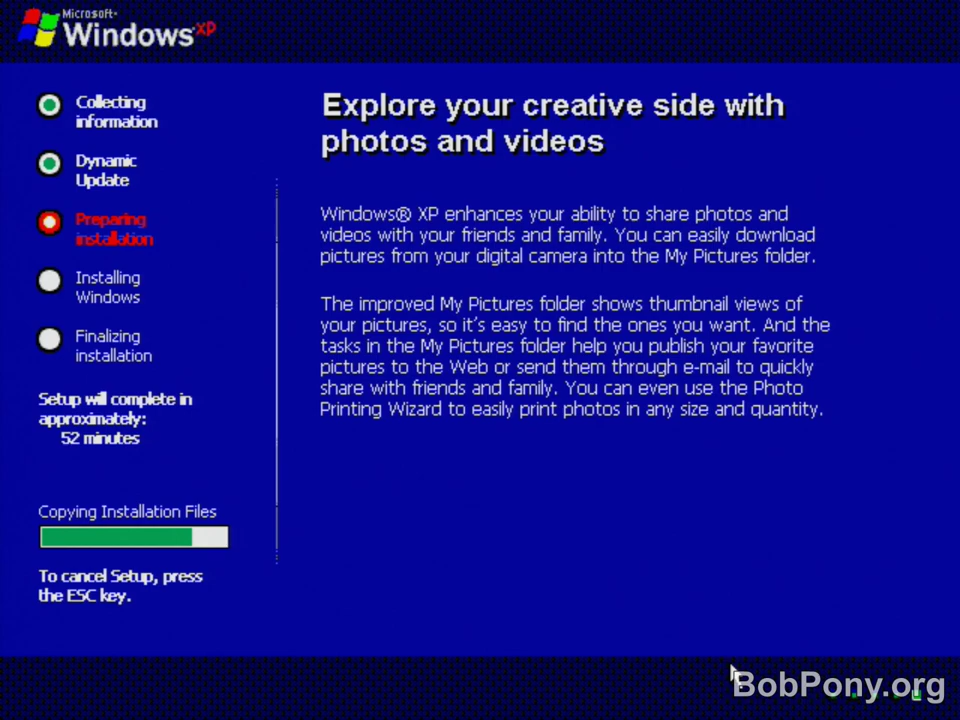 Microsoft
Windows XP
Collecting
information
Dynamic
Update
Preparing
installation
Installing
Windows
Finalizing
installation
Setup will complete in
approximately:
52 minutes
Copying Installation Files
To cancel Setup, press
the ESC key.
Explore your creative side with
photos and videos
Windows® XP enhances your ability to share photos and
videos with your friends and family. You can easily download
pictures from your digital camera into the My Pictures folder.
The improved My Pictures folder shows thumbnail views of
your pictures, so it's easy to find the ones you want. And the
tasks in the My Pictures folder help you publish your favorite
pictures to the Web or send them through e-mail to quickly
share with friends and family. You can even use the Photo
Printing Wizard to easily print photos in any size and quantity.
BobPony.org